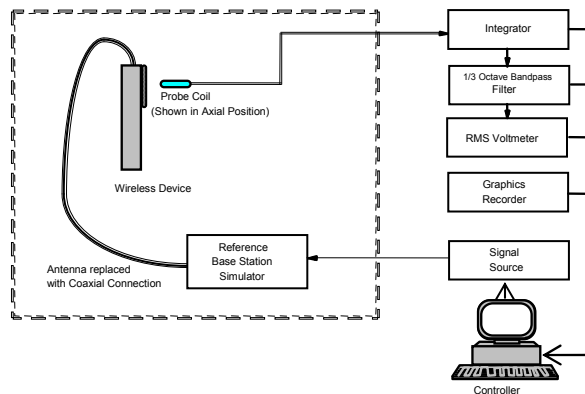 Integrator
1/3 Octave Bandpass
Filter
Probe Coil
(Shown in Axial Position)
RMS Voltmeter
Wireless Device
Graphics
Recorder
Reference
Base Station
Simulator
Signal
Source
Antenna replaced
with Coaxial Connection
Controller